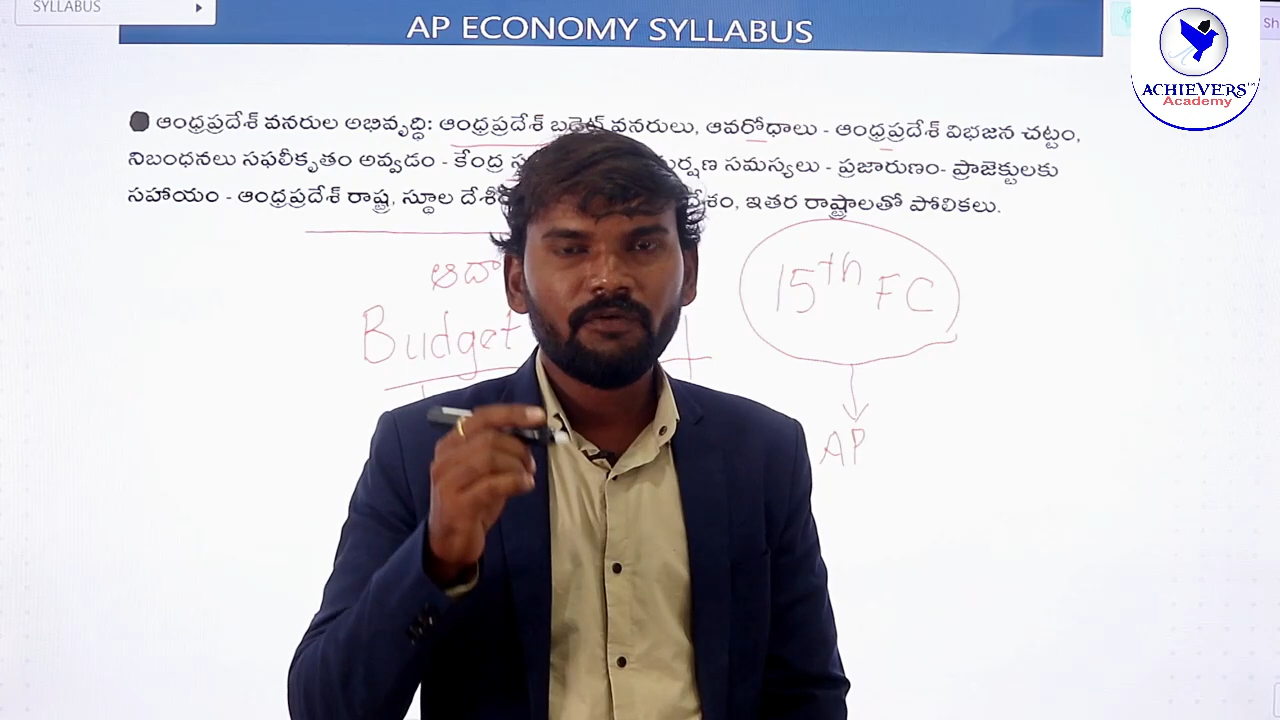 SYLLABUS
AP ECONOMY SYLLABUS
Sh
ACHIEVERS
Academy
ఆంధ్రప్రదేశ్ వనరుల అభివృద్ధి: ఆంధ్రప్రదేశ్ బడ్జెట్ వనరులు, ఆవరోధాలు - ఆంధ్రప్రదేశ్ విభజన చట్టం,
నిబంధనలు సఫలీకృతం అవ్వడం - కేంద్ర సమస్యలు - ప్రజారుణం- ప్రాజెక్టులకు
సహాయం - ఆంధ్రప్రదేశ్ రాష్ట్ర, స్థూల ఇతర రాష్ట్రాలతో పోలికలు.
15th FC
Budget
AP